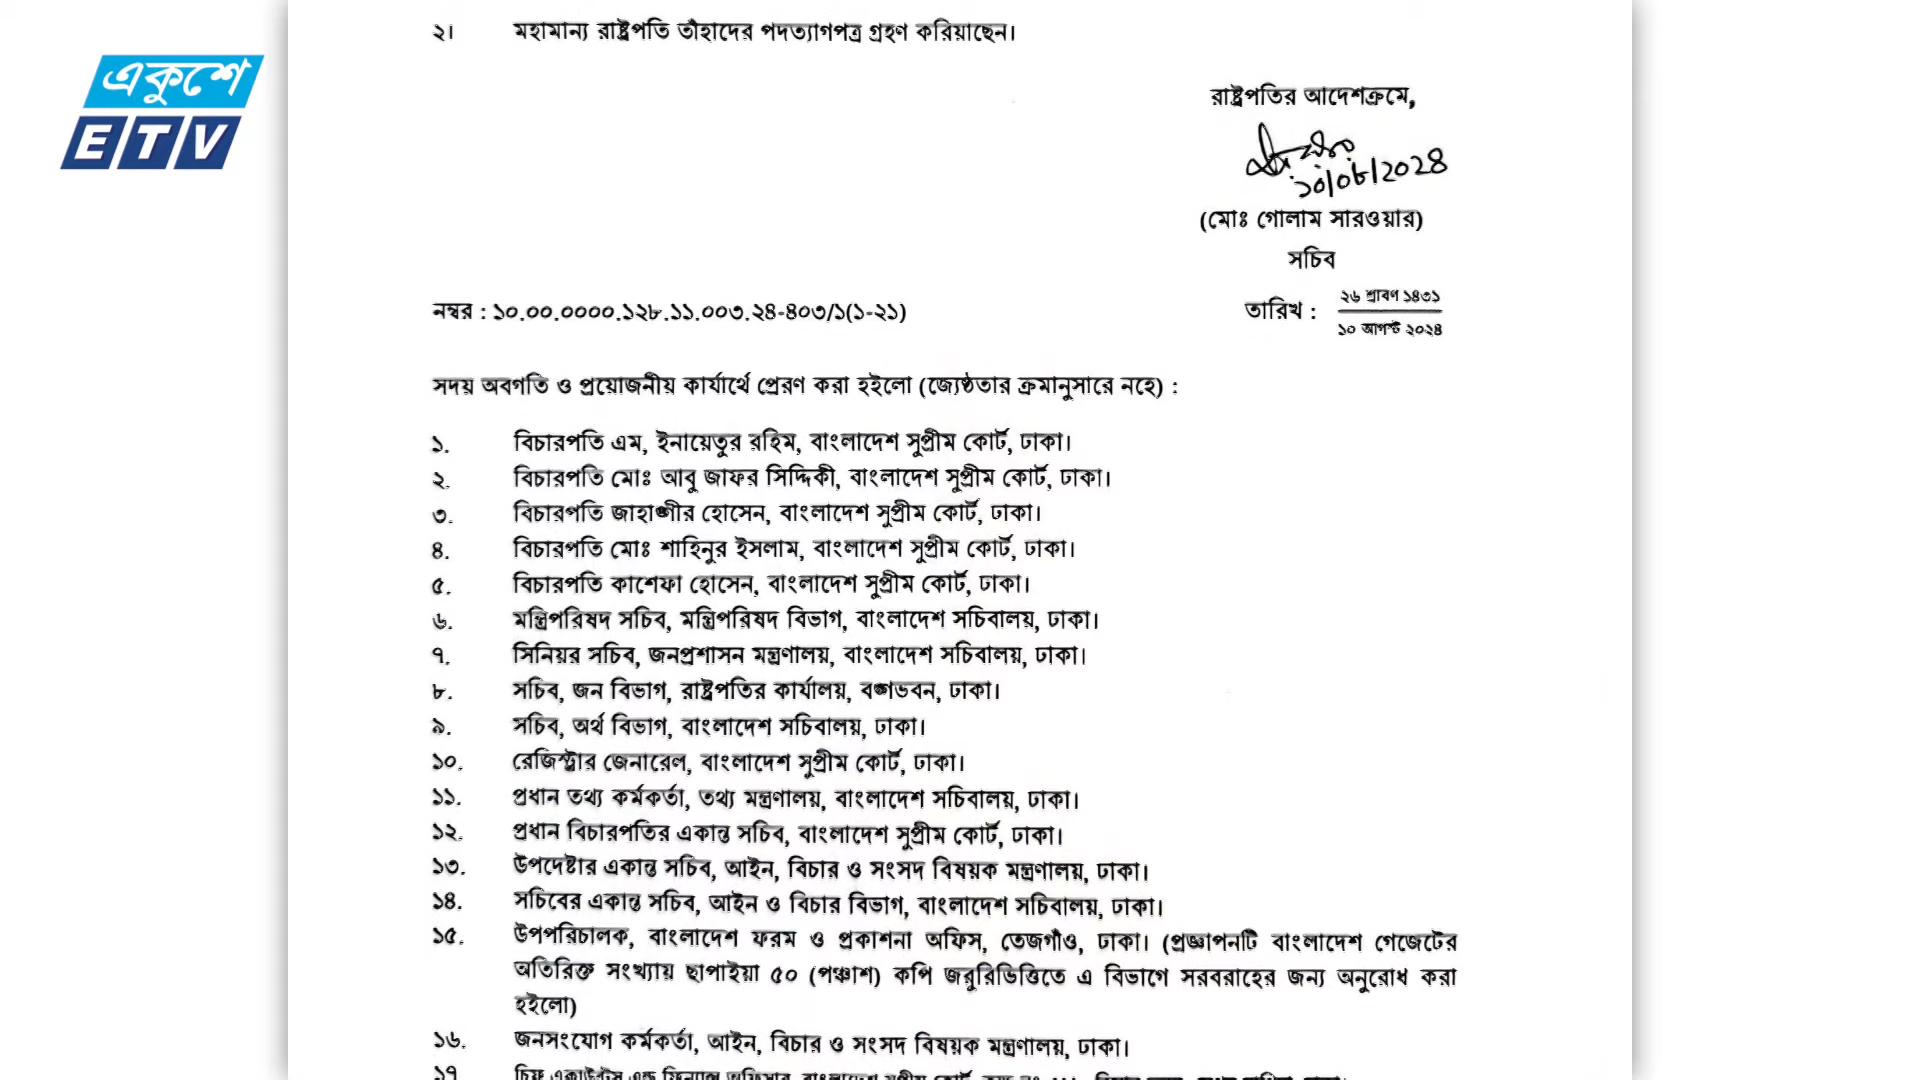 একুশে
ETV
২। মহামান্য রাষ্ট্রপতি তাঁহাদের পদত্যাগপত্র গ্রহণ করিয়াছেন।
রাষ্ট্রপতির আদেশক্রমে,
১০/০৮/২০২৪
(মোঃ গোলাম সারওয়ার)
সচিব
নম্বর : ১০.০০.০০০০.১২৮.১১.০০৩.২৪-৪০৩/১(১-২১)
তারিখ : ২৬ শ্রাবণ ১৪৩১
১০ আগস্ট ২০২৪
সদয় অবগতি ও প্রয়োজনীয় কার্যার্থে প্রেরণ করা হইলো (জ্যেষ্ঠতার ক্রমানুসারে নহে) :
১. বিচারপতি এম, ইনায়েতুর রহিম, বাংলাদেশ সুপ্রীম কোর্ট, ঢাকা।
২. বিচারপতি মোঃ আবু জাফর সিদ্দিকী, বাংলাদেশ সুপ্রীম কোর্ট, ঢাকা।
৩. বিচারপতি জাহাঙ্গীর হোসেন, বাংলাদেশ সুপ্রীম কোর্ট, ঢাকা।
৪. বিচারপতি মোঃ শাহিনুর ইসলাম, বাংলাদেশ সুপ্রীম কোর্ট, ঢাকা।
৫. বিচারপতি কাশেফা হোসেন, বাংলাদেশ সুপ্রীম কোর্ট, ঢাকা।
৬. মন্ত্রিপরিষদ সচিব, মন্ত্রিপরিষদ বিভাগ, বাংলাদেশ সচিবালয়, ঢাকা।
৭. সিনিয়র সচিব, জনপ্রশাসন মন্ত্রণালয়, বাংলাদেশ সচিবালয়, ঢাকা।
৮. সচিব, জন বিভাগ, রাষ্ট্রপতির কার্যালয়, বঙ্গভবন, ঢাকা।
৯. সচিব, অর্থ বিভাগ, বাংলাদেশ সচিবালয়, ঢাকা।
১০. রেজিস্ট্রার জেনারেল, বাংলাদেশ সুপ্রীম কোর্ট, ঢাকা।
১১. প্রধান তথ্য কর্মকর্তা, তথ্য মন্ত্রণালয়, বাংলাদেশ সচিবালয়, ঢাকা।
১২. প্রধান বিচারপতির একান্ত সচিব, বাংলাদেশ সুপ্রীম কোর্ট, ঢাকা।
১৩. উপদেষ্টার একান্ত সচিব, আইন, বিচার ও সংসদ বিষয়ক মন্ত্রণালয়, ঢাকা।
১৪. সচিবের একান্ত সচিব, আইন ও বিচার বিভাগ, বাংলাদেশ সচিবালয়, ঢাকা।
১৫. উপপরিচালক, বাংলাদেশ ফরম ও প্রকাশনা অফিস, তেজগাঁও, ঢাকা। (প্রজ্ঞাপনটি বাংলাদেশ গেজেটের
অতিরিক্ত সংখ্যায় ছাপাইয়া ৫০ (পঞ্চাশ) কপি জরুরিভিত্তিতে এ বিভাগে সরবরাহের জন্য অনুরোধ করা
হইলো)
১৬. জনসংযোগ কর্মকর্তা, আইন, বিচার ও সংসদ বিষয়ক মন্ত্রণালয়, ঢাকা।
১৭ চিফ একাউন্টস এন্ড ফিন্যান্স অফিসার, বাংলাদেশ সুপ্রীম কোর্ট,